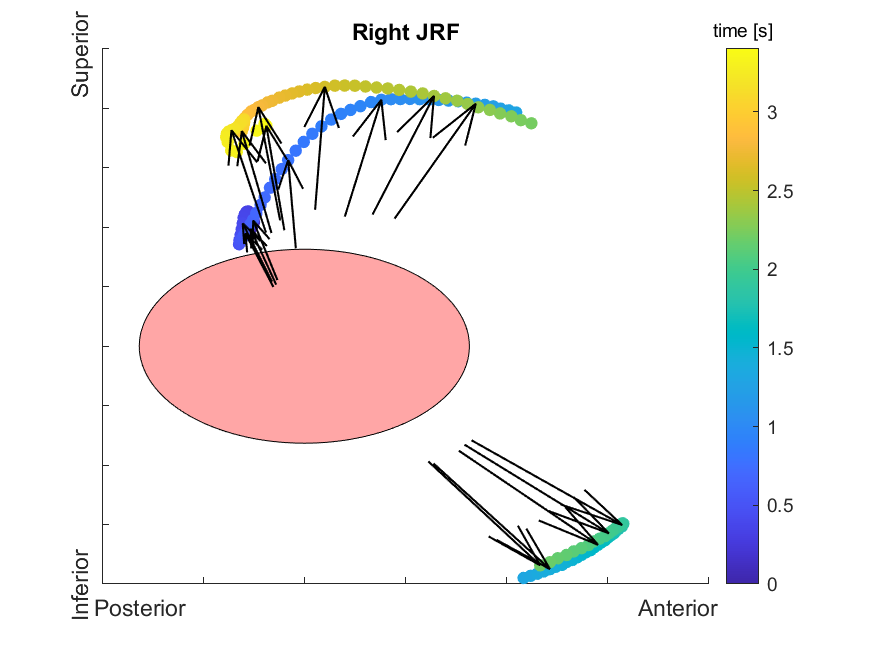 Right JRF
time [s]
Superior
Inferior
Posterior
Anterior
3
2.5
2
1.5
1
0.5
0